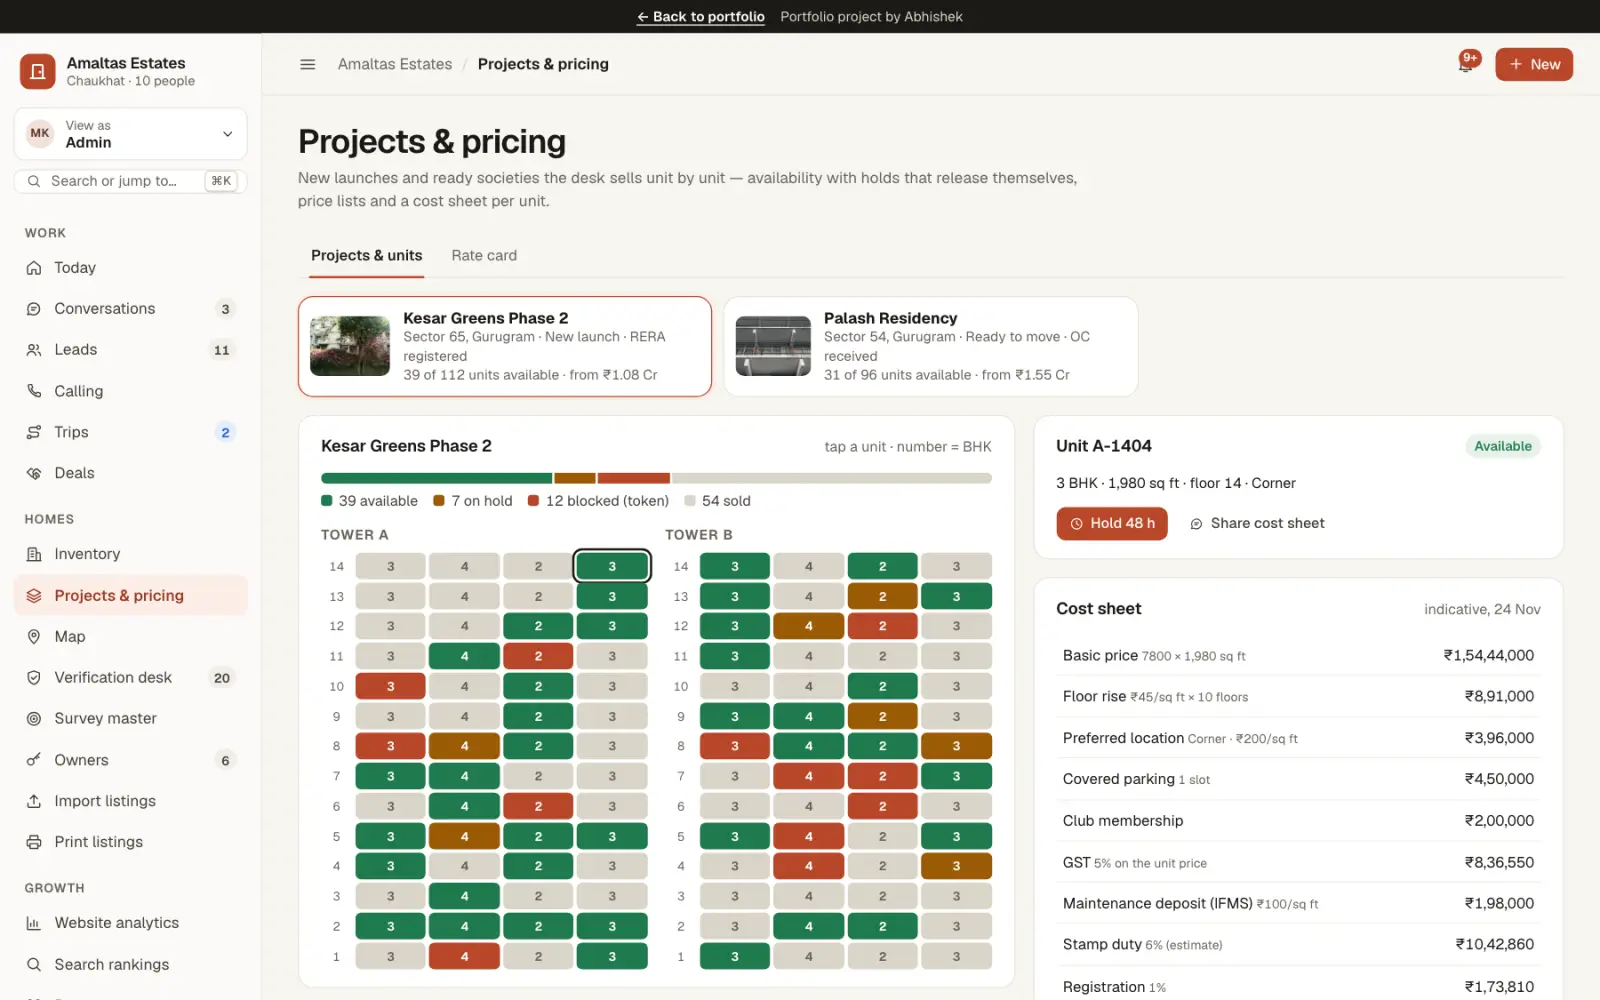 ← Back to portfolio Portfolio project by Abhishek
Amaltas Estates
Chaukhat · 10 people
MK
View as
Admin
Search or jump to... ⌘K
WORK
Today
Conversations 3
Leads 11
Calling
Trips 2
Deals
HOMES
Inventory
Projects & pricing
Map
Verification desk 20
Survey master
Owners 6
Import listings
Print listings
GROWTH
Website analytics
Search rankings
Amaltas Estates / Projects & pricing
9+
+ New
Projects & pricing
New launches and ready societies the desk sells unit by unit — availability with holds that release themselves,
price lists and a cost sheet per unit.
Projects & units Rate card
Kesar Greens Phase 2
Sector 65, Gurugram · New launch · RERA
registered
39 of 112 units available · from ₹1.08 Cr
Palash Residency
Sector 54, Gurugram · Ready to move · OC
received
31 of 96 units available · from ₹1.55 Cr
Kesar Greens Phase 2 tap a unit · number = BHK
39 available 7 on hold 12 blocked (token) 54 sold
TOWER A
14 3 4 2 3
13 3 4 2 3
12 3 4 2 3
11 3 4 2 3
10 3 4 2 3
9 3 4 2 3
8 3 4 2 3
7 3 4 2 3
6 3 4 2 3
5 3 4 2 3
4 3 4 2 3
3 3 4 2 3
2 3 4 2 3
1 3 4 2 3
TOWER B
14 3 4 2 3
13 3 4 2 3
12 3 4 2 3
11 3 4 2 3
10 3 4 2 3
9 3 4 2 3
8 3 4 2 3
7 3 4 2 3
6 3 4 2 3
5 3 4 2 3
4 3 4 2 3
3 3 4 2 3
2 3 4 2 3
1 3 4 2 3
Unit A-1404 Available
3 BHK · 1,980 sq ft · floor 14 · Corner
Hold 48 h Share cost sheet
Cost sheet indicative, 24 Nov
Basic price 7800 × 1,980 sq ft ₹1,54,44,000
Floor rise ₹45/sq ft × 10 floors ₹8,91,000
Preferred location Corner · ₹200/sq ft ₹3,96,000
Covered parking 1 slot ₹4,50,000
Club membership ₹2,00,000
GST 5% on the unit price ₹8,36,550
Maintenance deposit (IFMS) ₹100/sq ft ₹1,98,000
Stamp duty 6% (estimate) ₹10,42,860
Registration 1% ₹1,73,810